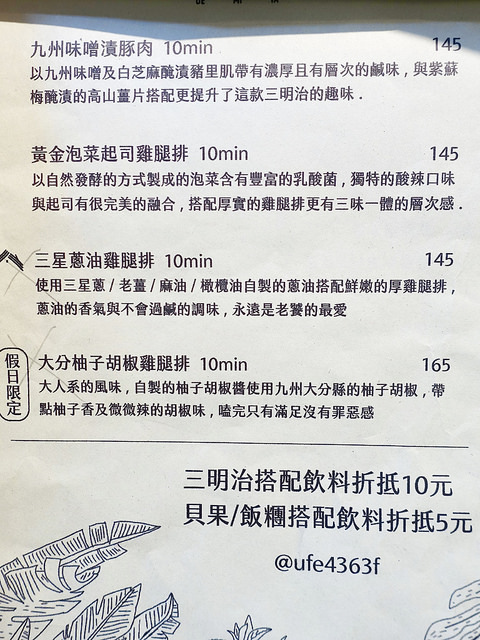 九州味噌漬豚肉 10min 145
以九州味噌及白芝麻醃漬豬里肌帶有濃厚且有層次的鹹味，與紫蘇
梅醃漬的高山薑片搭配更提升了這款三明治的趣味．
黃金泡菜起司雞腿排 10min 145
以自然發酵的方式製成的泡菜含有豐富的乳酸菌，獨特的酸辣口味
與起司有很完美的融合，搭配厚實的雞腿排更有三味一體的層次感．
三星蔥油雞腿排 10min 145
使用三星蔥/老薑/麻油/橄欖油自製的蔥油搭配鮮嫩的厚雞腿排，
蔥油的香氣與不會過鹹的調味，永遠是老饕的最愛
假日限定
大分柚子胡椒雞腿排 10min 165
大人系的風味，自製的柚子胡椒醬使用九州大分縣的柚子胡椒，帶
點柚子香及微微辣的胡椒味，嗑完只有滿足沒有罪惡感
三明治搭配飲料折抵10元
貝果/飯糰搭配飲料折抵5元
@ufe4363f